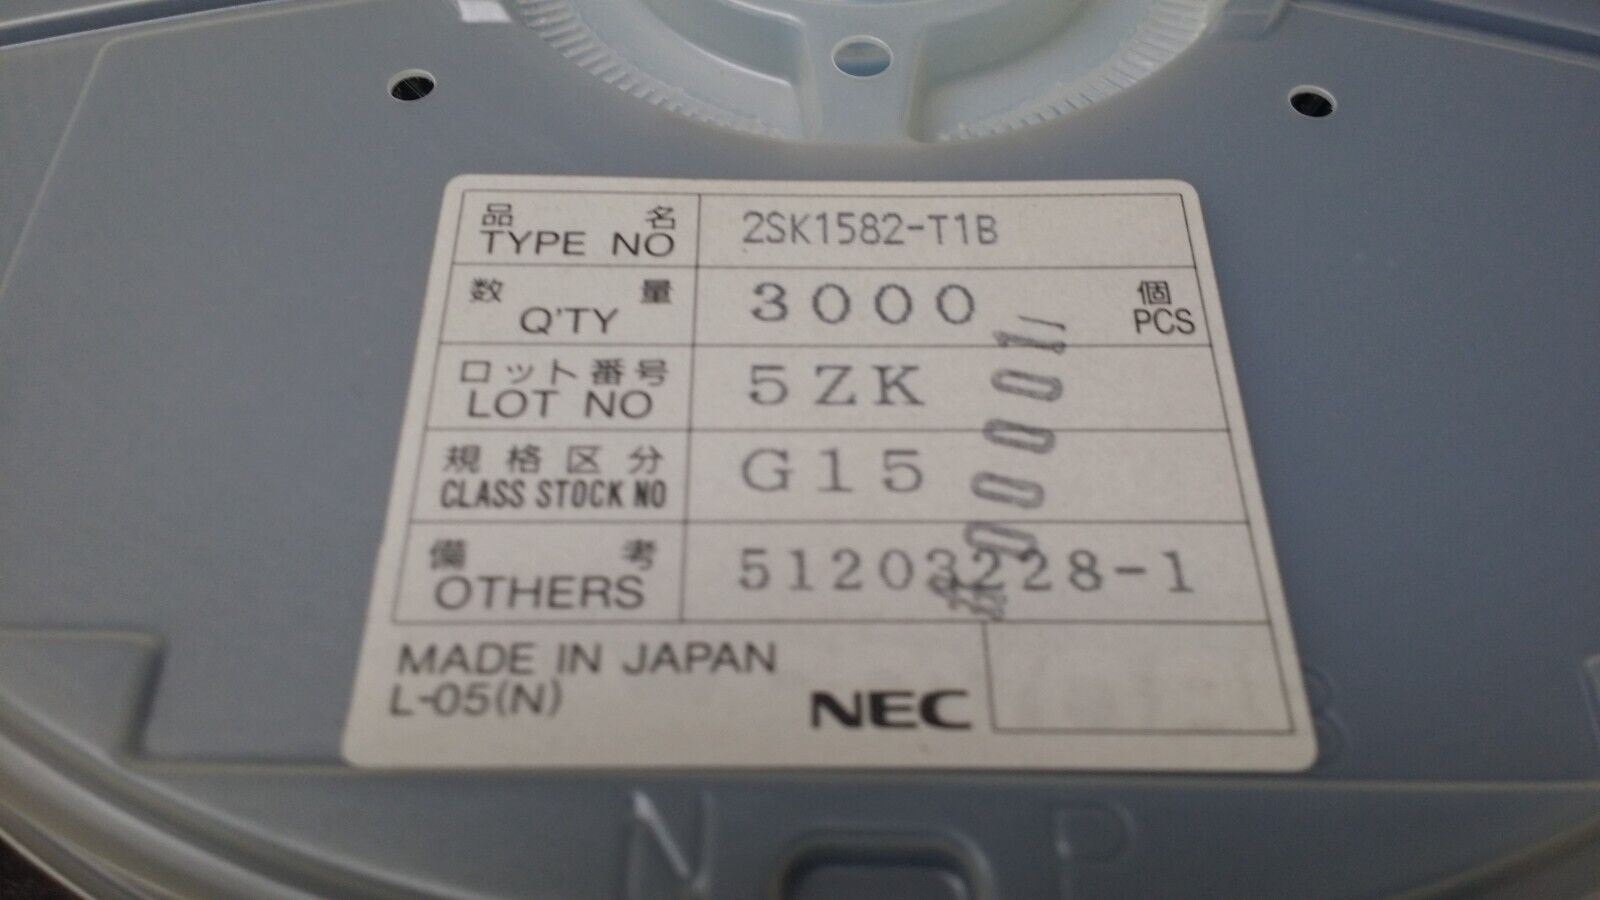 品名 2SK1582-T1B
TYPE NO
数量 3000 個
Q'TY PCS
ロット番号 5ZK
LOT NO
規格区分 G15
CLASS STOCK NO
備考 51203228-1
OTHERS
MADE IN JAPAN
L-05(N)
NEC
00001
N P